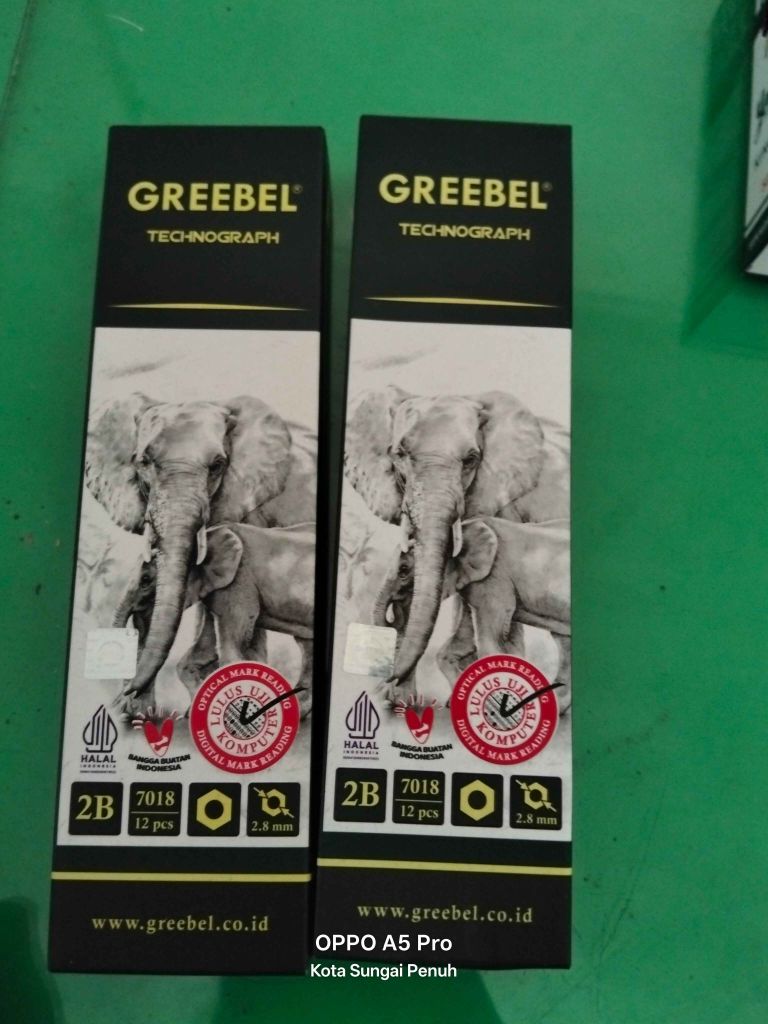 GREEBEL®
TECHNOGRAPH
OPTICAL MARK READING
LULUS UJI
KOMPUTER
DIGITAL MARK READING
HALAL
INDONESIA
BANGGA BUATAN
INDONESIA
2B
7018
12 pcs
2.8 mm
www.greebel.co.id
GREEBEL®
TECHNOGRAPH
OPTICAL MARK READING
LULUS UJI
KOMPUTER
DIGITAL MARK READING
HALAL
INDONESIA
BANGGA BUATAN
INDONESIA
2B
7018
12 pcs
2.8 mm
www.greebel.co.id
OPPO A5 Pro
Kota Sungai Penuh